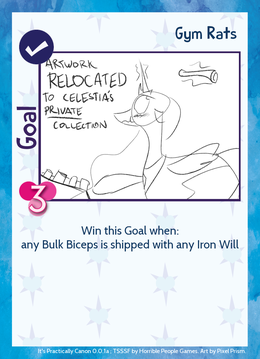 Gym Rats
ARTWORK
RELOCATED
TO CELESTIA'S
PRIVATE
COLLECTION
Goal
3
Win this Goal when:
any Bulk Biceps is shipped with any Iron Will
It's Practically Canon 0.0.1a ; TSSSF by Horrible People Games. Art by Pixel Prism.